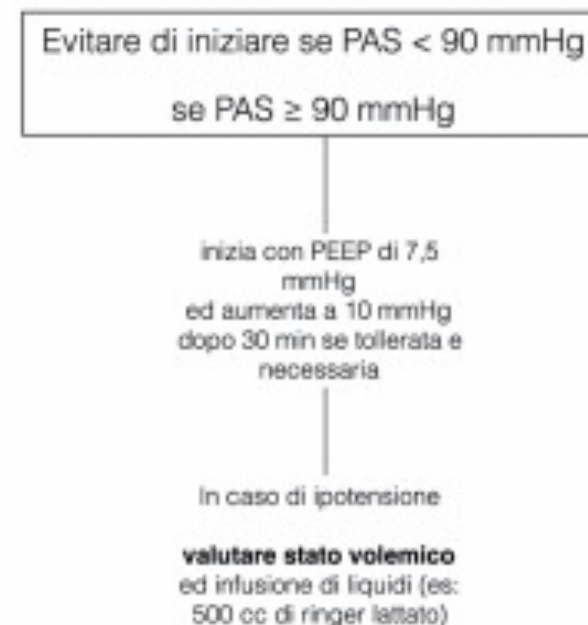 Evitare di iniziare se PAS < 90 mmHg
se PAS ≥ 90 mmHg
inizia con PEEP di 7,5
mmHg
ed aumenta a 10 mmHg
dopo 30 min se tollerata e
necessaria
In caso di ipotensione
valutare stato volemico
ed infusione di liquidi (es:
500 cc di ringer lattato)